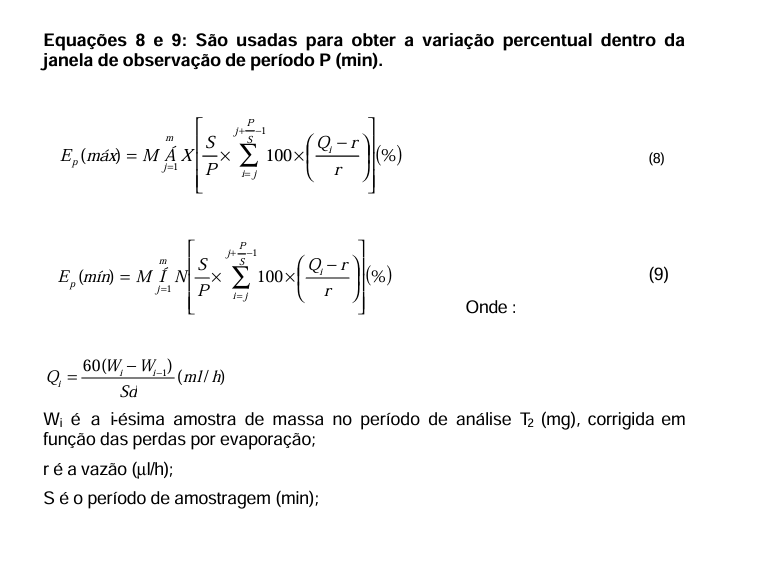 Equações 8 e 9: São usadas para obter a variação percentual dentro da
janela de observação de período P (min).
E_p (máx) = M \overset{m}{\underset{j=1}{Á}} X \left[ \frac{S}{P} × \sum_{i=j}^{j+\frac{P}{S}-1} 100 × \left( \frac{Q_i - r}{r} \right) \right] (%) (8)
E_p (mín) = M \overset{m}{\underset{j=1}{Í}} N \left[ \frac{S}{P} × \sum_{i=j}^{j+\frac{P}{S}-1} 100 × \left( \frac{Q_i - r}{r} \right) \right] (%) (9)
Onde :
Q_i = \frac{60(W_i - W_{i-1})}{Sd} (ml / h)
W_i é a i-ésima amostra de massa no período de análise T_2 (mg), corrigida em
função das perdas por evaporação;
r é a vazão (μl/h);
S é o período de amostragem (min);